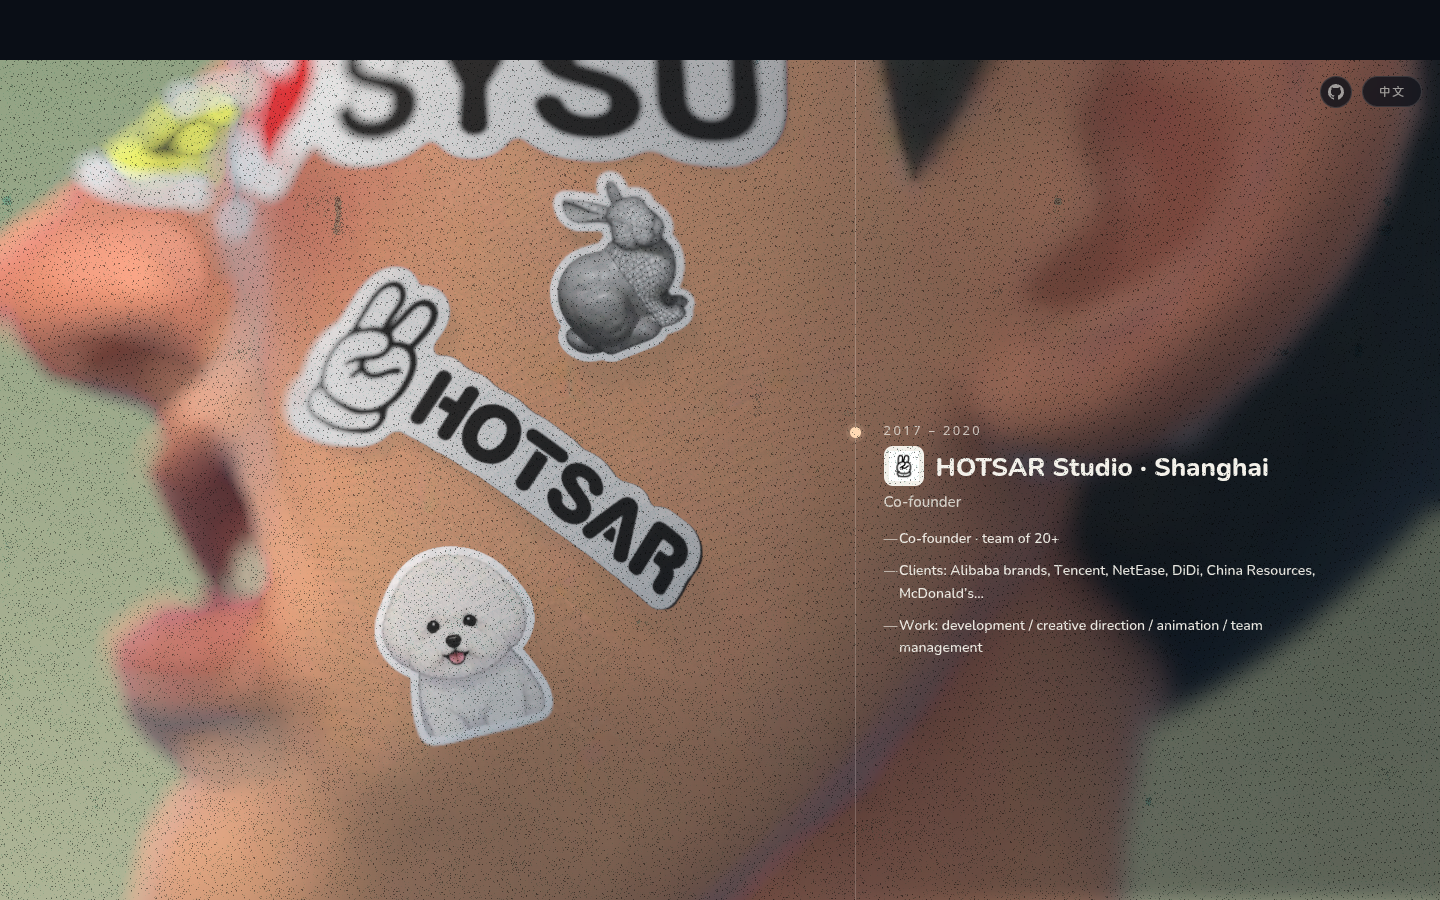 SYSU
中文
HOTSAR
2017 – 2020
HOTSAR Studio · Shanghai
Co-founder
—Co-founder · team of 20+
—Clients: Alibaba brands, Tencent, NetEase, DiDi, China Resources,
McDonald’s…
—Work: development / creative direction / animation / team
management